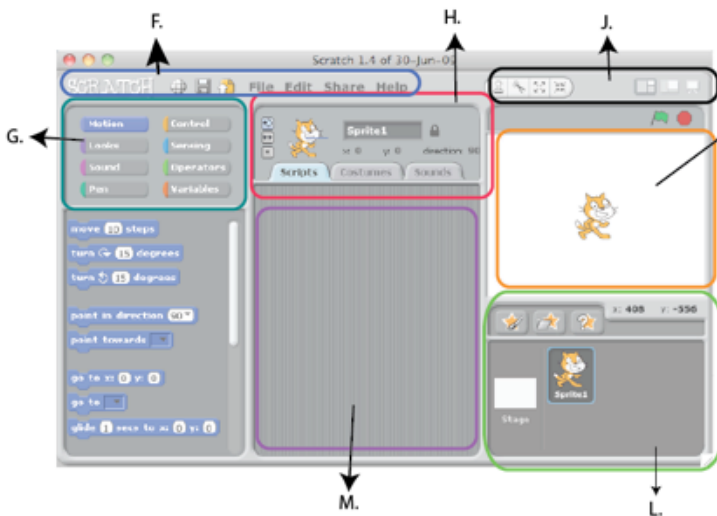 F.
H.
J.
Scratch 1.4 of 30-Jun-09
SCRATCH File Edit Share Help
G.
Motion Control
Looks Sensing
Sound Operators
Pen Variables
Sprite1
x: 0 y: 0 direction: 90
Scripts Costumes Sounds
move 10 steps
turn 15 degrees
turn 15 degrees
point in direction 90
point towards
go to x: 0 y: 0
go to
glide 1 secs to x: 0 y: 0
x: 408 y: -556
Sprite1
Stage
M.
L.